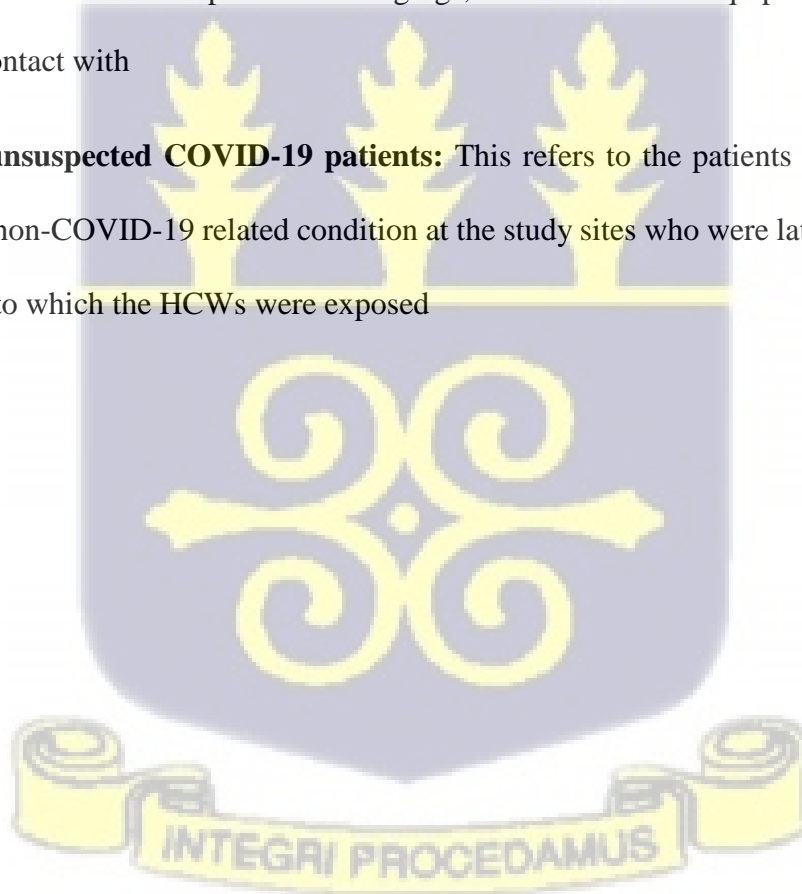 ontact with
unsuspected COVID-19 patients: This refers to the patients
non-COVID-19 related condition at the study sites who were
to which the HCWs were exposed
INTEGRI PROCEDAMUS